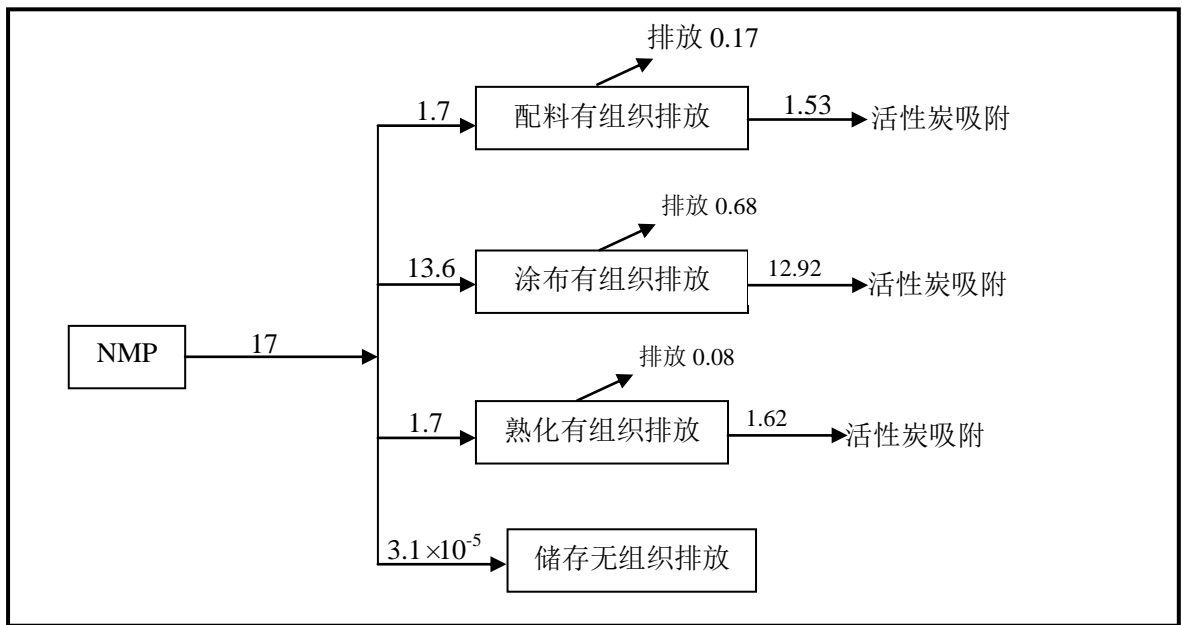 排放 0.17
1.7
配料有组织排放
1.53
活性炭吸附
排放 0.68
13.6
涂布有组织排放
12.92
活性炭吸附
NMP
17
排放 0.08
1.7
熟化有组织排放
1.62
活性炭吸附
3.1×10⁻⁵
储存无组织排放